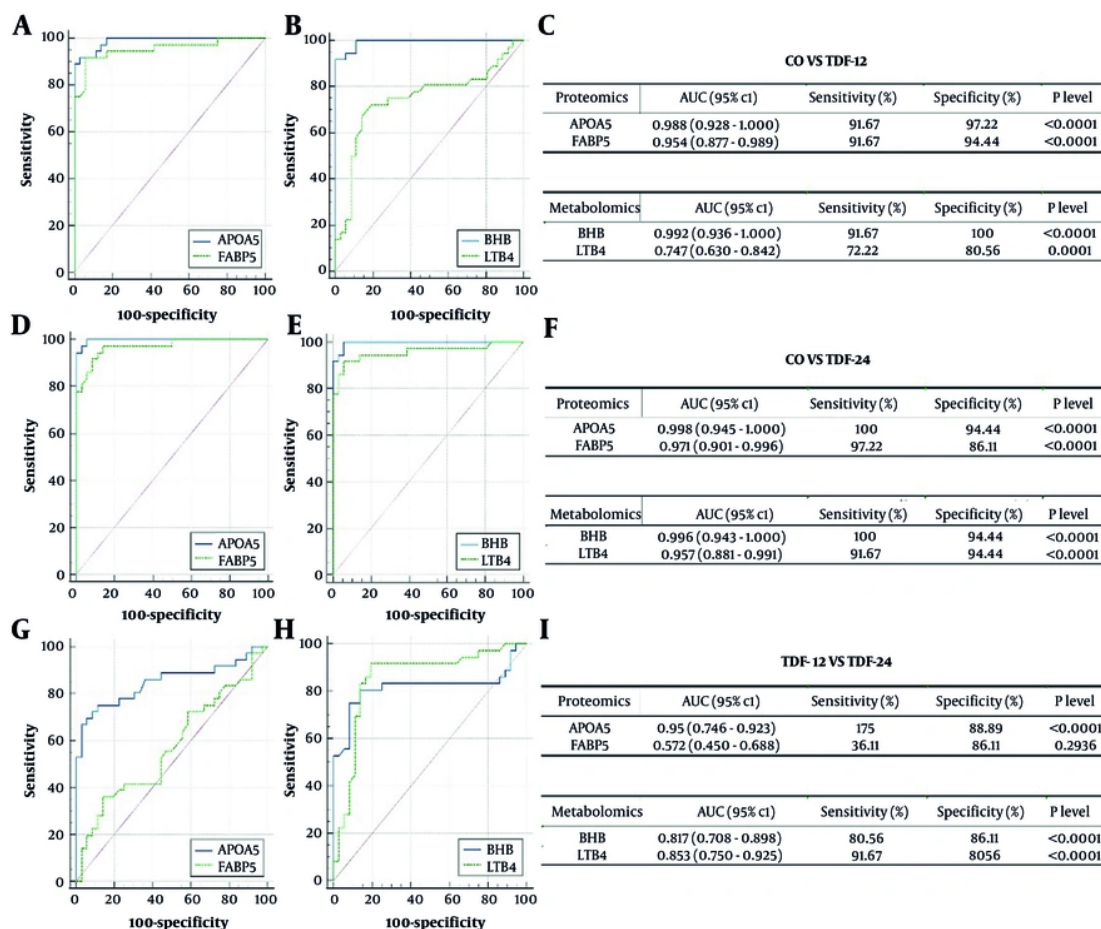 A
B
C
100
80
60
40
20
0
Sensitivity
APOA5
FABP5
0 20 40 60 80 100
100-specificity
100
80
60
40
20
0
Sensitivity
BHB
LTB4
0 20 40 60 80 100
100-specificity
CO VS TDF-12
Proteomics AUC (95% c1) Sensitivity (%) Specificity (%) P level
APOA5 0.988 (0.928 - 1.000) 91.67 97.22 <0.0001
FABP5 0.954 (0.877 - 0.989) 91.67 94.44 <0.0001
Metabolomics AUC (95% c1) Sensitivity (%) Specificity (%) P level
BHB 0.992 (0.936 - 1.000) 91.67 100 <0.0001
LTB4 0.747 (0.630 - 0.842) 72.22 80.56 0.0001
D
E
F
100
80
60
40
20
0
Sensitivity
APOA5
FABP5
0 20 40 60 80 100
100-specificity
100
80
60
40
20
0
Sensitivity
BHB
LTB4
0 20 40 60 80 100
100-specificity
CO VS TDF-24
Proteomics AUC (95% c1) Sensitivity (%) Specificity (%) P level
APOA5 0.998 (0.945 - 1.000) 100 94.44 <0.0001
FABP5 0.971 (0.901 - 0.996) 97.22 86.11 <0.0001
Metabolomics AUC (95% c1) Sensitivity (%) Specificity (%) P level
BHB 0.996 (0.943 - 1.000) 100 94.44 <0.0001
LTB4 0.957 (0.881 - 0.991) 91.67 94.44 <0.0001
G
H
I
100
80
60
40
20
0
Sensitivity
APOA5
FABP5
0 20 40 60 80 100
100-specificity
100
80
60
40
20
0
Sensitivity
BHB
LTB4
0 20 40 60 80 100
100-specificity
TDF-12 VS TDF-24
Proteomics AUC (95% c1) Sensitivity (%) Specificity (%) P level
APOA5 0.95 (0.746 - 0.923) 175 88.89 <0.0001
FABP5 0.572 (0.450 - 0.688) 36.11 86.11 0.2936
Metabolomics AUC (95% c1) Sensitivity (%) Specificity (%) P level
BHB 0.817 (0.708 - 0.898) 80.56 86.11 <0.0001
LTB4 0.853 (0.750 - 0.925) 91.67 8056 <0.0001